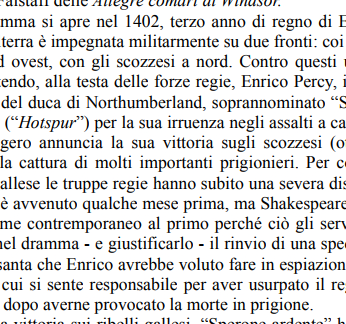 Falstaff delle Allegre comari di Windsor.
mma si apre nel 1402, terzo anno di regno di E
terra è impegnata militarmente su due fronti: coi
d ovest, con gli scozzesi a nord. Contro questi u
tendo, alla testa delle forze regie, Enrico Percy, i
del duca di Northumberland, soprannominato “S
(“Hotspur”) per la sua irruenza negli assalti a ca
gero annuncia la sua vittoria sugli scozzesi (o
la cattura di molti importanti prigionieri. Per co
allese le truppe regie hanno subito una severa dis
è avvenuto qualche mese prima, ma Shakespeare
me contemporaneo al primo perché ciò gli serv
nel dramma - e giustificarlo - il rinvio di una spe
santa che Enrico avrebbe voluto fare in espiazion
cui si sente responsabile per aver usurpato il re
dopo averne provocato la morte in prigione.
a vittoria sui ribelli gallesi, “Sperone ardente” h